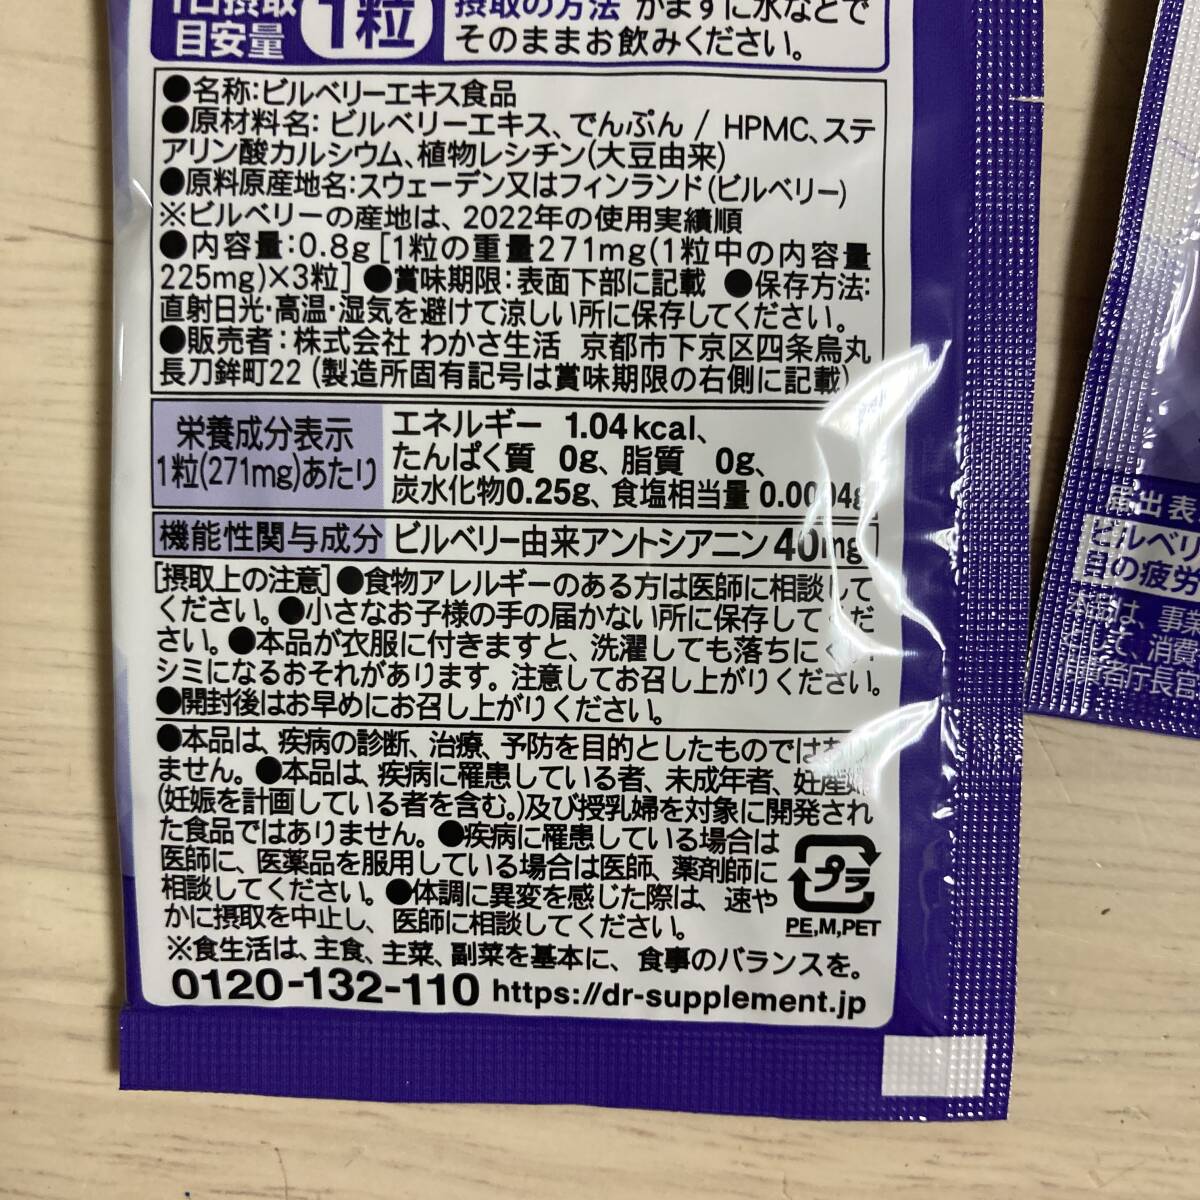 1日摂取
目安量
1粒
摂取の方法 かまずに水などで
そのままお飲みください。
●名称:ビルベリーエキス食品
●原材料名: ビルベリーエキス、でんぷん / HPMC、ステ
アリン酸カルシウム、植物レシチン(大豆由来)
●原料原産地名:スウェーデン又はフィンランド(ビルベリー)
※ビルベリーの産地は、2022年の使用実績順
●内容量:0.8g[1粒の重量271mg(1粒中の内容量
225mg)×3粒] ●賞味期限:表面下部に記載 ●保存方法:
直射日光・高温・湿気を避けて涼しい所に保存してください。
●販売者:株式会社 わかさ生活 京都市下京区四条烏丸
長刀鉾町22 (製造所固有記号は賞味期限の右側に記載)
栄養成分表示
1粒(271mg)あたり
エネルギー 1.04kcal、
たんぱく質 0g、脂質 0g、
炭水化物0.25g、食塩相当量 0.0004g
機能性関与成分 ビルベリー由来アントシアニン 40mg
[摂取上の注意]●食物アレルギーのある方は医師に相談して
ください。●小さなお子様の手の届かない所に保存してくだ
さい。●本品が衣服に付きますと、洗濯しても落ちにくい
シミになるおそれがあります。注意してお召し上がりください。
●開封後はお早めにお召し上がりください。
●本品は、疾病の診断、治療、予防を目的としたものではあり
ません。●本品は、疾病に罹患している者、未成年者、妊産婦
(妊娠を計画している者を含む。)及び授乳婦を対象に開発され
た食品ではありません。●疾病に罹患している場合は
医師に、医薬品を服用している場合は医師、薬剤師に
相談してください。●体調に異変を感じた際は、速や
かに摂取を中止し、医師に相談してください。
プラ
PE,M,PET
※食生活は、主食、主菜、副菜を基本に、食事のバランスを。
0120-132-110 https://dr-supplement.jp
届出表
ビルベリ
目の疲労
本品は、事業
として、消費
消費者庁長官